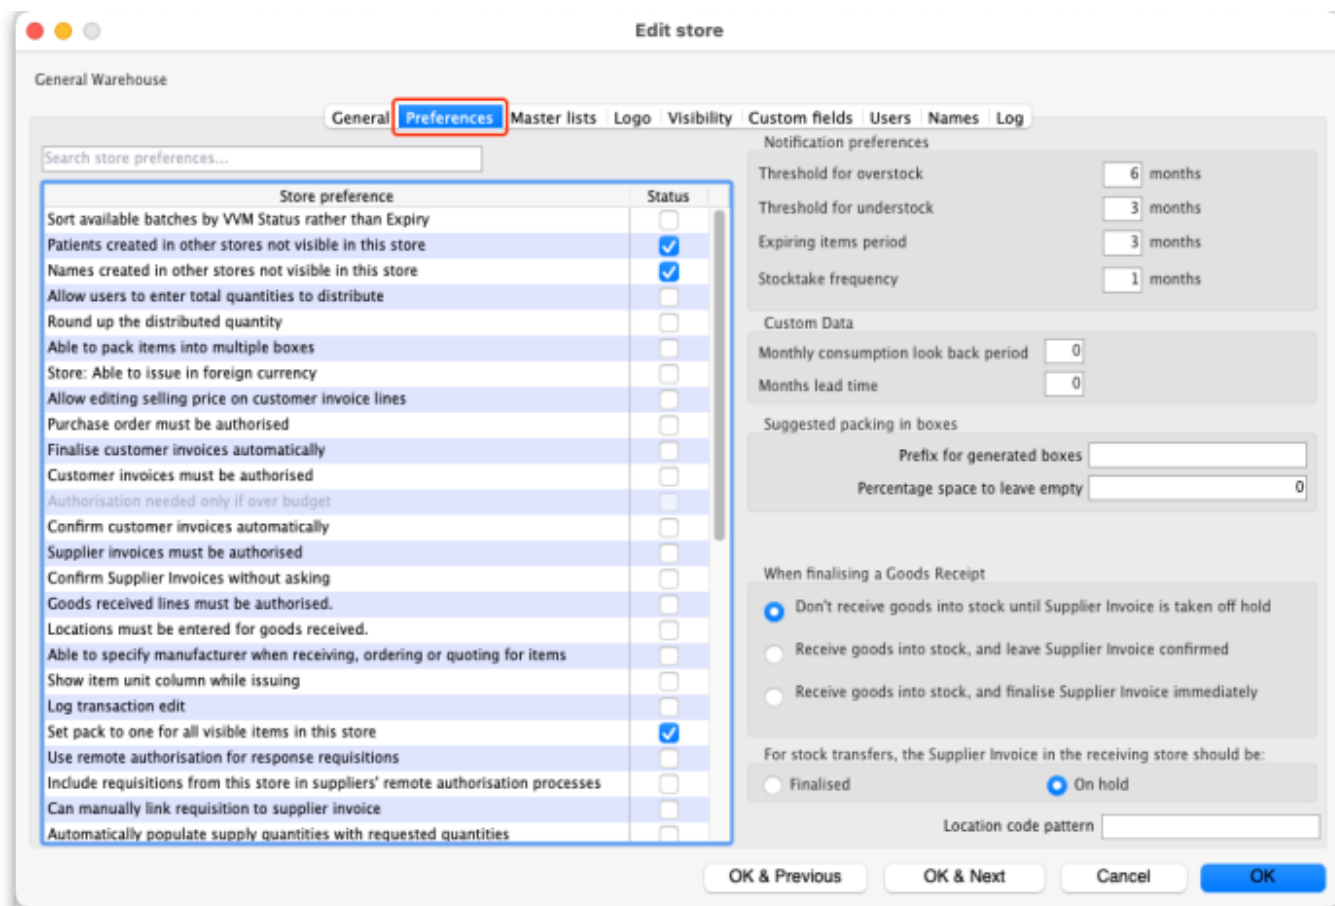 Edit store
General Warehouse
General Preferences Master lists Logo Visibility Custom fields Users Names Log
Search store preferences...
Store preference Status
Sort available batches by VVM Status rather than Expiry
Patients created in other stores not visible in this store
Names created in other stores not visible in this store
Allow users to enter total quantities to distribute
Round up the distributed quantity
Able to pack items into multiple boxes
Store: Able to issue in foreign currency
Allow editing selling price on customer invoice lines
Purchase order must be authorised
Finalise customer invoices automatically
Customer invoices must be authorised
Authorisation needed only if over budget
Confirm customer invoices automatically
Supplier invoices must be authorised
Confirm Supplier Invoices without asking
Goods received lines must be authorised.
Locations must be entered for goods received.
Able to specify manufacturer when receiving, ordering or quoting for items
Show item unit column while issuing
Log transaction edit
Set pack to one for all visible items in this store
Use remote authorisation for response requisitions
Include requisitions from this store in suppliers' remote authorisation processes
Can manually link requisition to supplier invoice
Automatically populate supply quantities with requested quantities
Notification preferences
Threshold for overstock 6 months
Threshold for understock 3 months
Expiring items period 3 months
Stocktake frequency 1 months
Custom Data
Monthly consumption look back period 0
Months lead time 0
Suggested packing in boxes
Prefix for generated boxes
Percentage space to leave empty 0
When finalising a Goods Receipt
Don't receive goods into stock until Supplier Invoice is taken off hold
Receive goods into stock, and leave Supplier Invoice confirmed
Receive goods into stock, and finalise Supplier Invoice immediately
For stock transfers, the Supplier Invoice in the receiving store should be:
Finalised On hold
Location code pattern
OK & Previous OK & Next Cancel OK